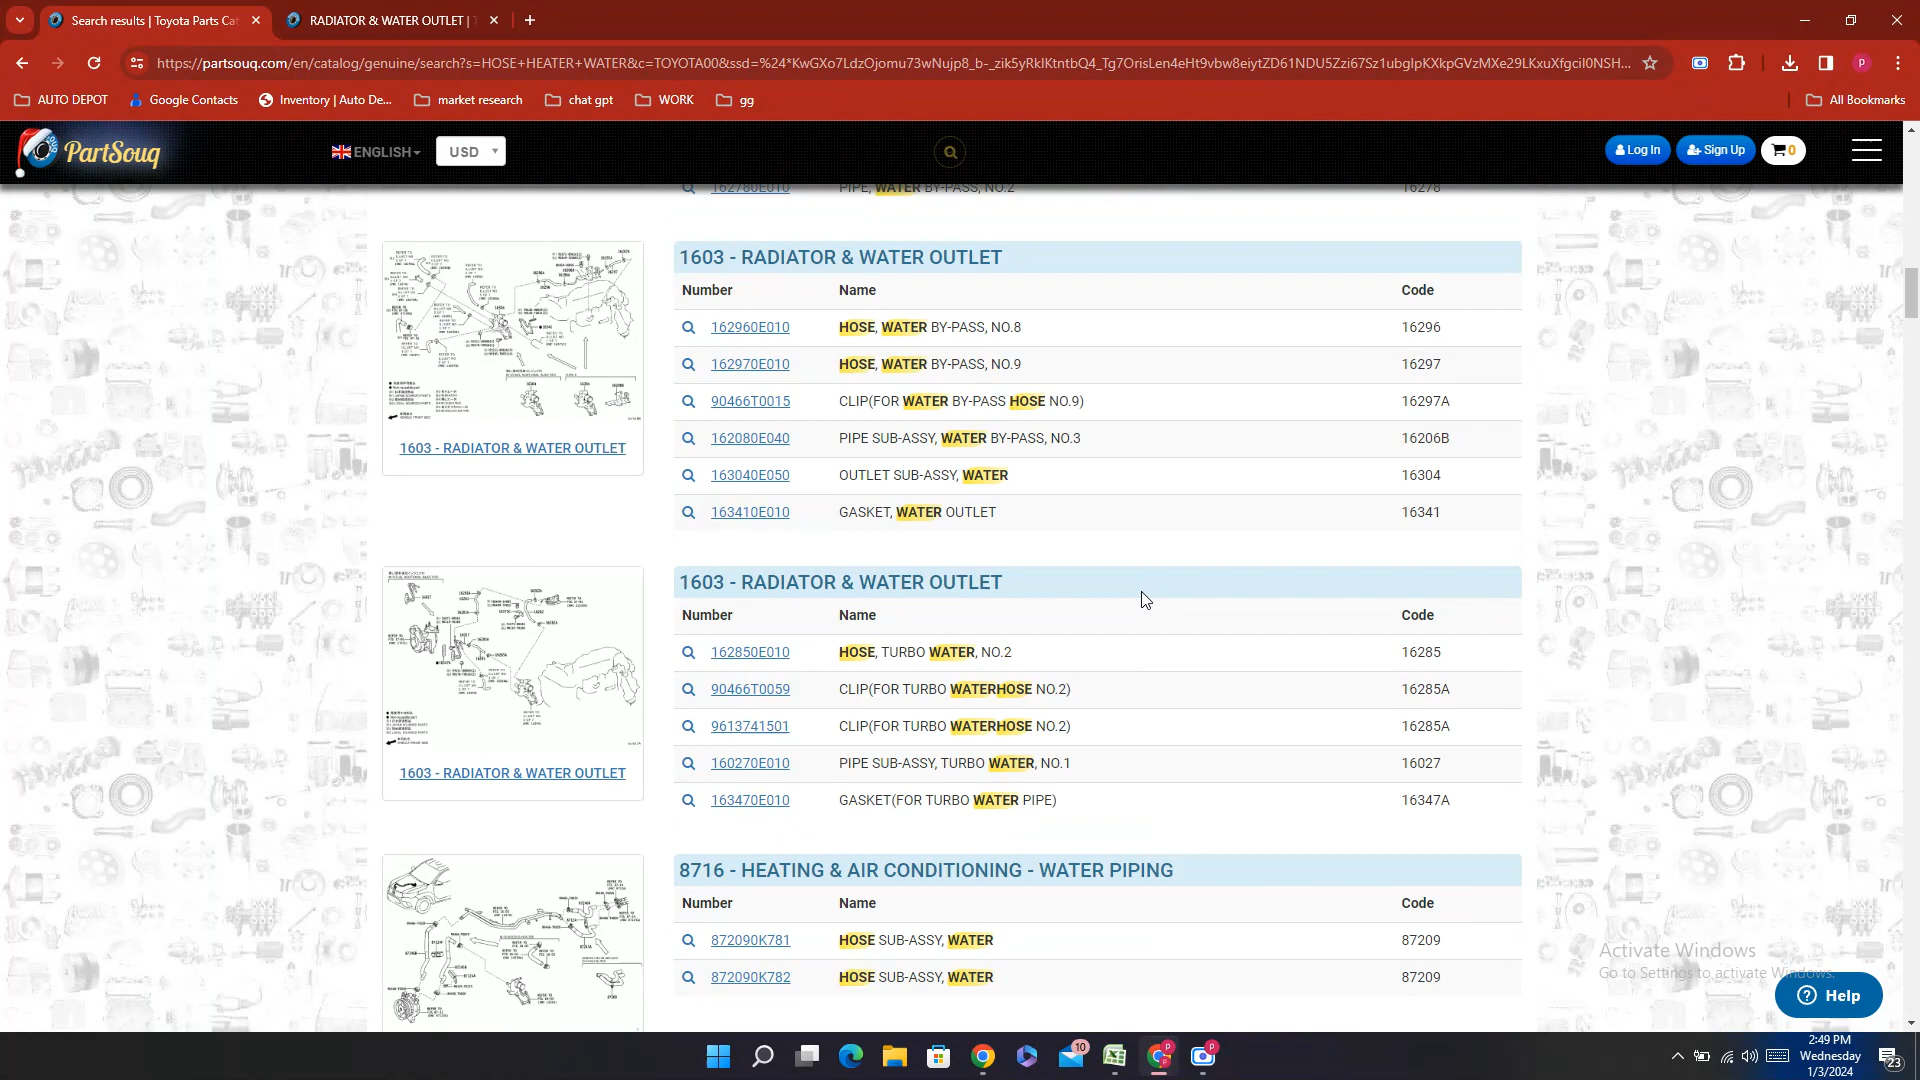 Search results | Toyota Parts Cat
RADIATOR & WATER OUTLET |
https://partsouq.com/en/catalog/genuine/search?s=HOSE+HEATER+WATER&c=TOYOTA00&ssd=
AUTO DEPOT
Google Contacts
Inventory | Auto De...
market research
chat gpt
WORK
gg
All Bookmarks
PartSouq
ENGLISH
USD
Log In
Sign Up
0
162780E010 PIPE, WATER BY-PASS, NO.2 16278
1603 - RADIATOR & WATER OUTLET
Number Name Code
162960E010 HOSE, WATER BY-PASS, NO.8 16296
162970E010 HOSE, WATER BY-PASS, NO.9 16297
90466T0015 CLIP(FOR WATER BY-PASS HOSE NO.9) 16297A
162080E040 PIPE SUB-ASSY, WATER BY-PASS, NO.3 16206B
163040E050 OUTLET SUB-ASSY, WATER 16304
163410E010 GASKET, WATER OUTLET 16341
1603 - RADIATOR & WATER OUTLET
1603 - RADIATOR & WATER OUTLET
Number Name Code
162850E010 HOSE, TURBO WATER, NO.2 16285
90466T0059 CLIP(FOR TURBO WATERHOSE NO.2) 16285A
9613741501 CLIP(FOR TURBO WATERHOSE NO.2) 16285A
160270E010 PIPE SUB-ASSY, TURBO WATER, NO.1 16027
163470E010 GASKET(FOR TURBO WATER PIPE) 16347A
1603 - RADIATOR & WATER OUTLET
8716 - HEATING & AIR CONDITIONING - WATER PIPING
Number Name Code
872090K781 HOSE SUB-ASSY, WATER 87209
872090K782 HOSE SUB-ASSY, WATER 87209
Activate Windows
Go to Settings to activate Windows.
Help
10
2:49 PM
Wednesday
1/3/2024
23